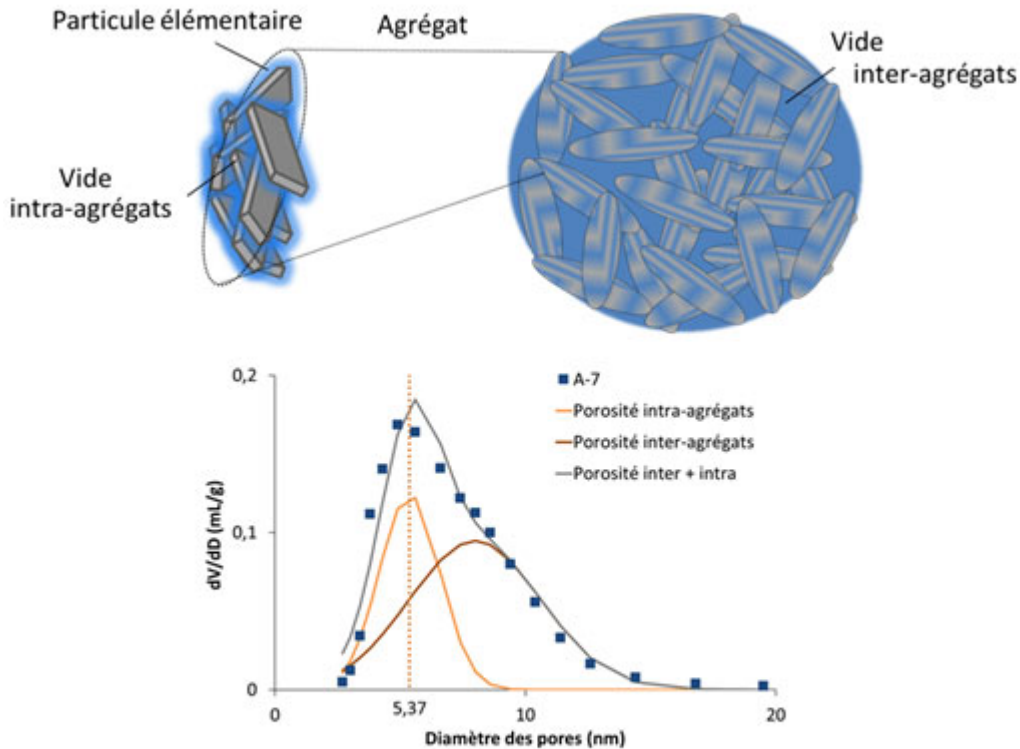 Particule élémentaire
Agrégat
Vide
inter-agrégats
Vide
intra-agrégats
0,2
0,1
0
dV/dD (mL/g)
A-7
Porosité intra-agrégats
Porosité inter-agrégats
Porosité inter + intra
0
5,37
10
20
Diamètre des pores (nm)